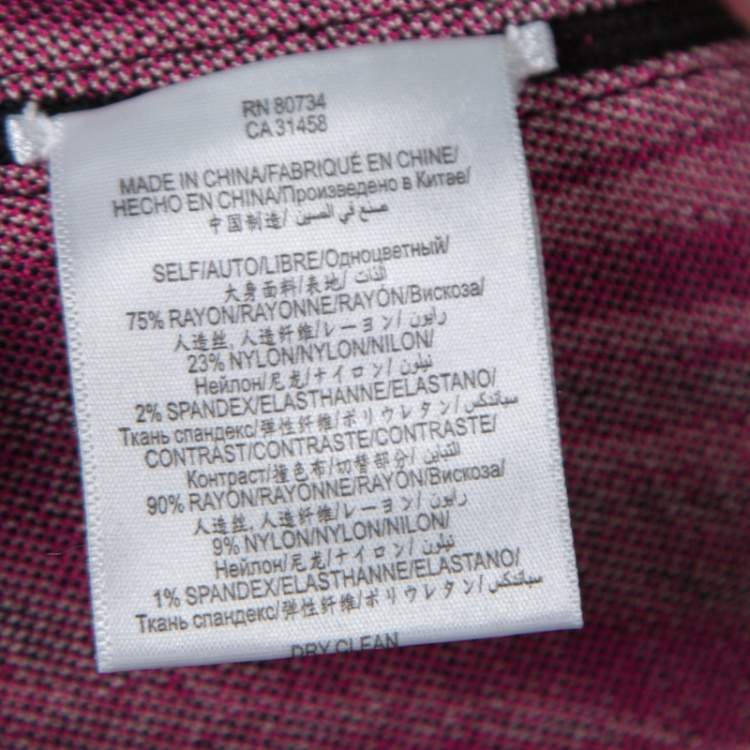 RN 80734
CA 31458
MADE IN CHINA/FABRIQUÉ EN CHINE/
HECHO EN CHINA/Произведено в Китае/
中国制造/ صنع في الصين
SELF/AUTO/LIBRE/Одноцветный/
大身面料/表地/ الذات
75% RAYON/RAYONNE/RAYÓN/Вискоза/
人造丝, 人造纤维/レーヨン/ رايون
23% NYLON/NYLON/NILON/
Нейлон/尼龙/ナイロン/ نيلون
2% SPANDEX/ELASTHANNE/ELASTANO/
Ткань спандекс/弹性纤维/ポリウレタン/ سباندكس
CONTRAST/CONTRASTE/CONTRASTE/
Контраст/撞色布/切替部分/ التباين
90% RAYON/RAYONNE/RAYÓN/Вискоза/
人造丝, 人造纤维/レーヨン/ رايون
9% NYLON/NYLON/NILON/
Нейлон/尼龙/ナイロン/ نيلون
1% SPANDEX/ELASTHANNE/ELASTANO/
Ткань спандекс/弹性纤维/ポリウレタン/ سباندكس
DRY CLEAN